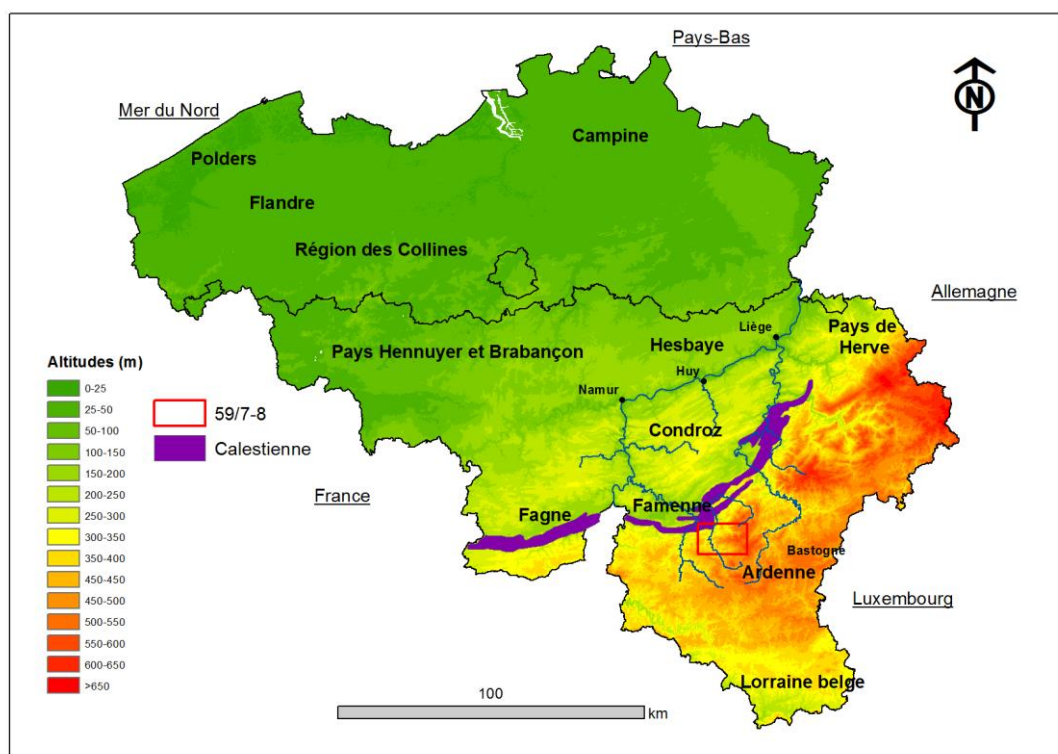 Pays-Bas
N
Mer du Nord
Campine
Polders
Flandre
Région des Collines
Allemagne
Liège
Pays de
Herve
Pays Hennuyer et Brabançon
Hesbaye
Huy
Namur
Altitudes (m)
0-25
25-50
50-100
100-150
150-200
200-250
250-300
300-350
350-400
450-450
450-500
500-550
550-600
600-650
>650
59/7-8
Calestienne
Condroz
France
Fagne
Famenne
Bastogne
Ardenne
Luxembourg
Lorraine belge
100
km